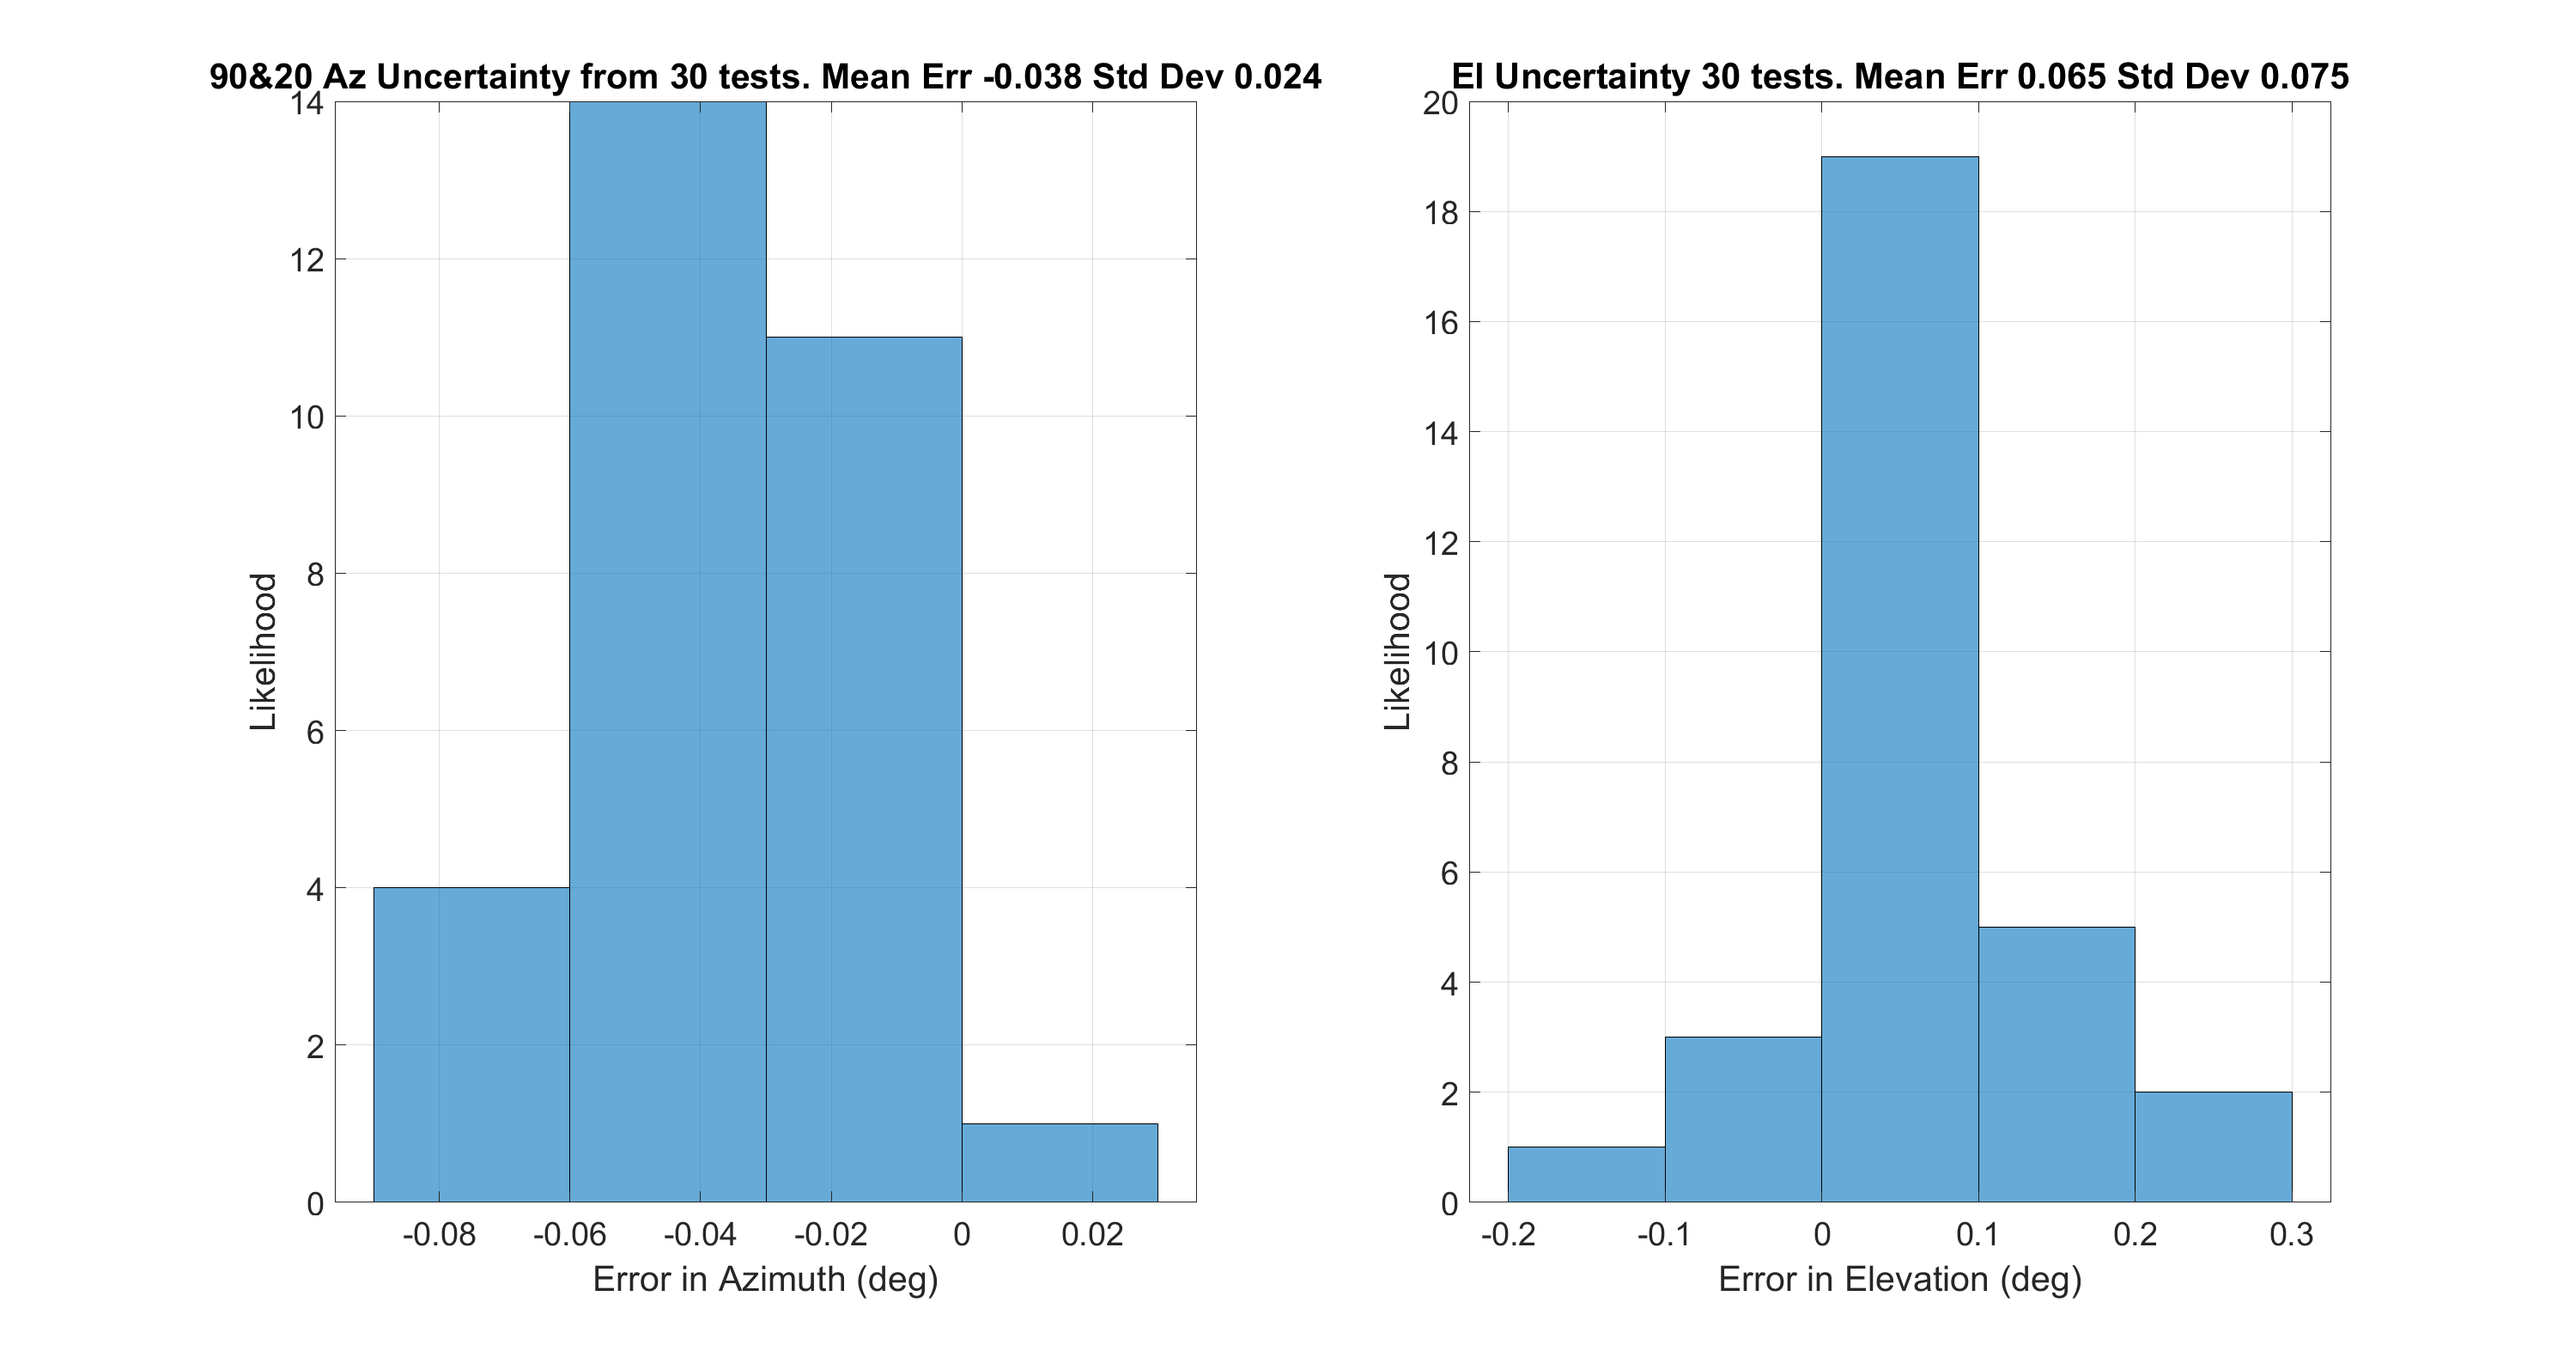 90&20 Az Uncertainty from 30 tests. Mean Err -0.038 Std Dev 0.024
14
12
10
8
6
4
2
0
Likelihood
-0.08 -0.06 -0.04 -0.02 0 0.02
Error in Azimuth (deg)
El Uncertainty 30 tests. Mean Err 0.065 Std Dev 0.075
20
18
16
14
12
10
8
6
4
2
0
Likelihood
-0.2 -0.1 0 0.1 0.2 0.3
Error in Elevation (deg)